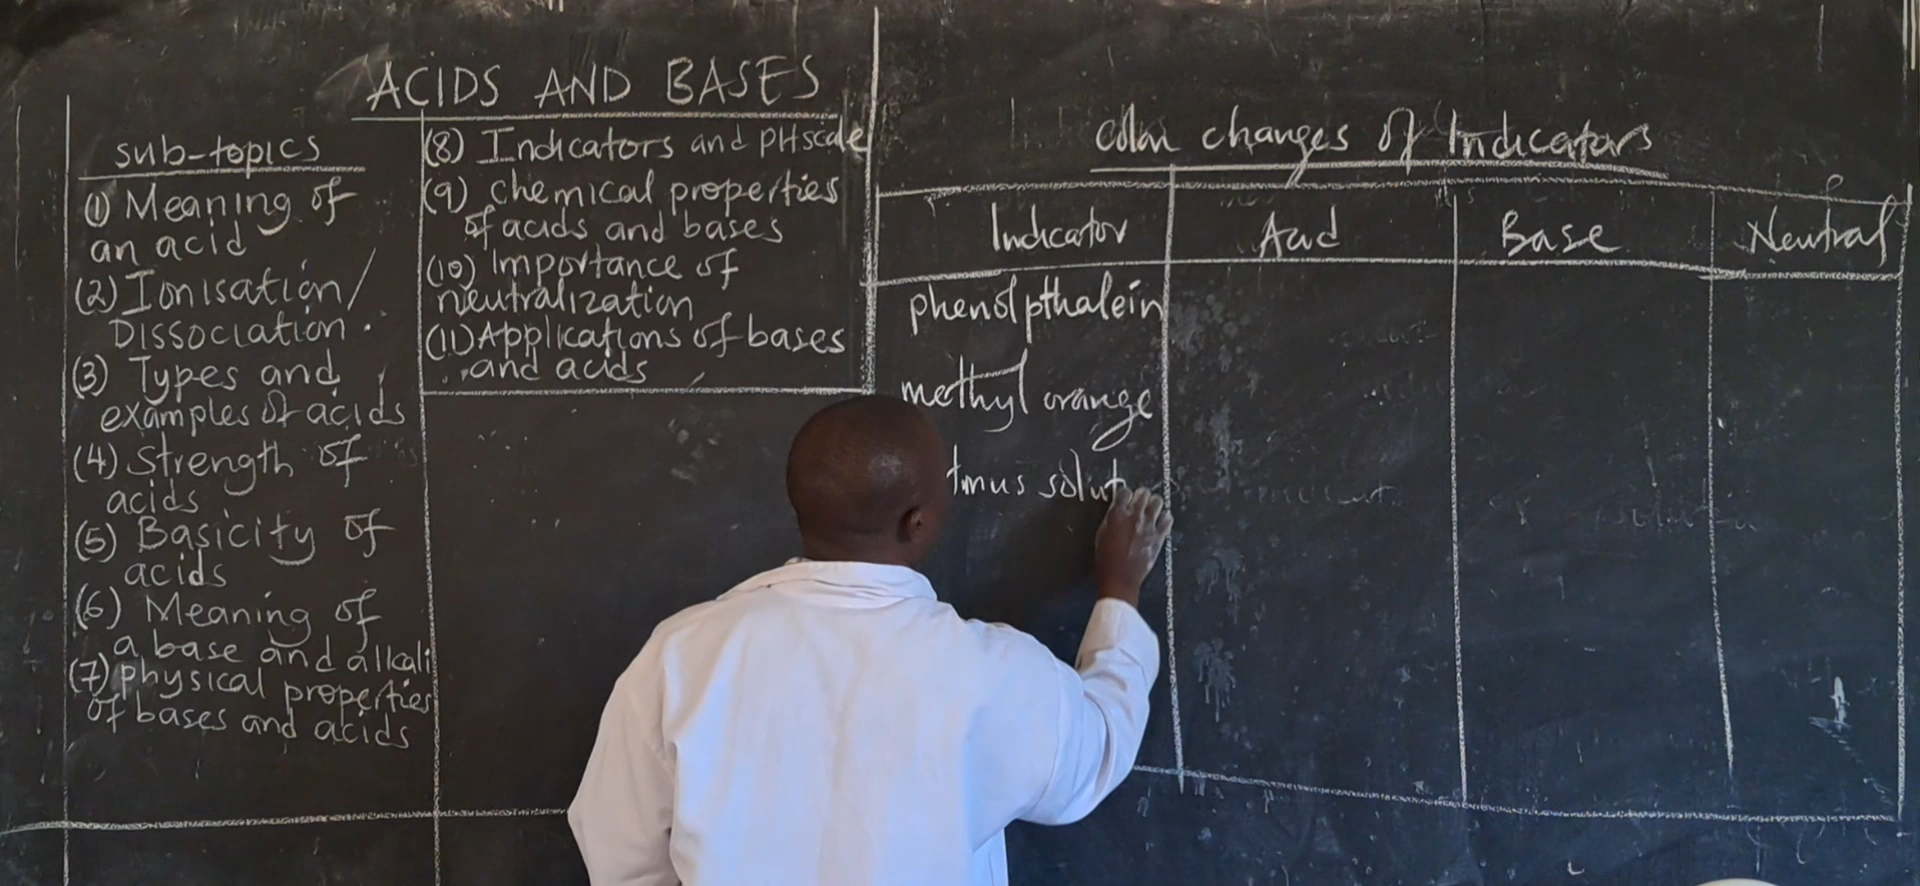 ACIDS AND BASES
sub-topics
(1) Meaning of
an acid
(2) Ionisation/
Dissociation.
(3) Types and
examples of acids
(4) Strength of
acids
(5) Basicity of
acids
(6) Meaning of
a base and alkali
(7) physical properties
of bases and acids
(8) Indicators and pHscale
(9) chemical properties
of acids and bases
(10) Importance of
neutralization
(11) Applications of bases
and acids
changes of Indicators
Indicator Acid Base Neutral
phenolpthalein
methyl orange
tmus solut